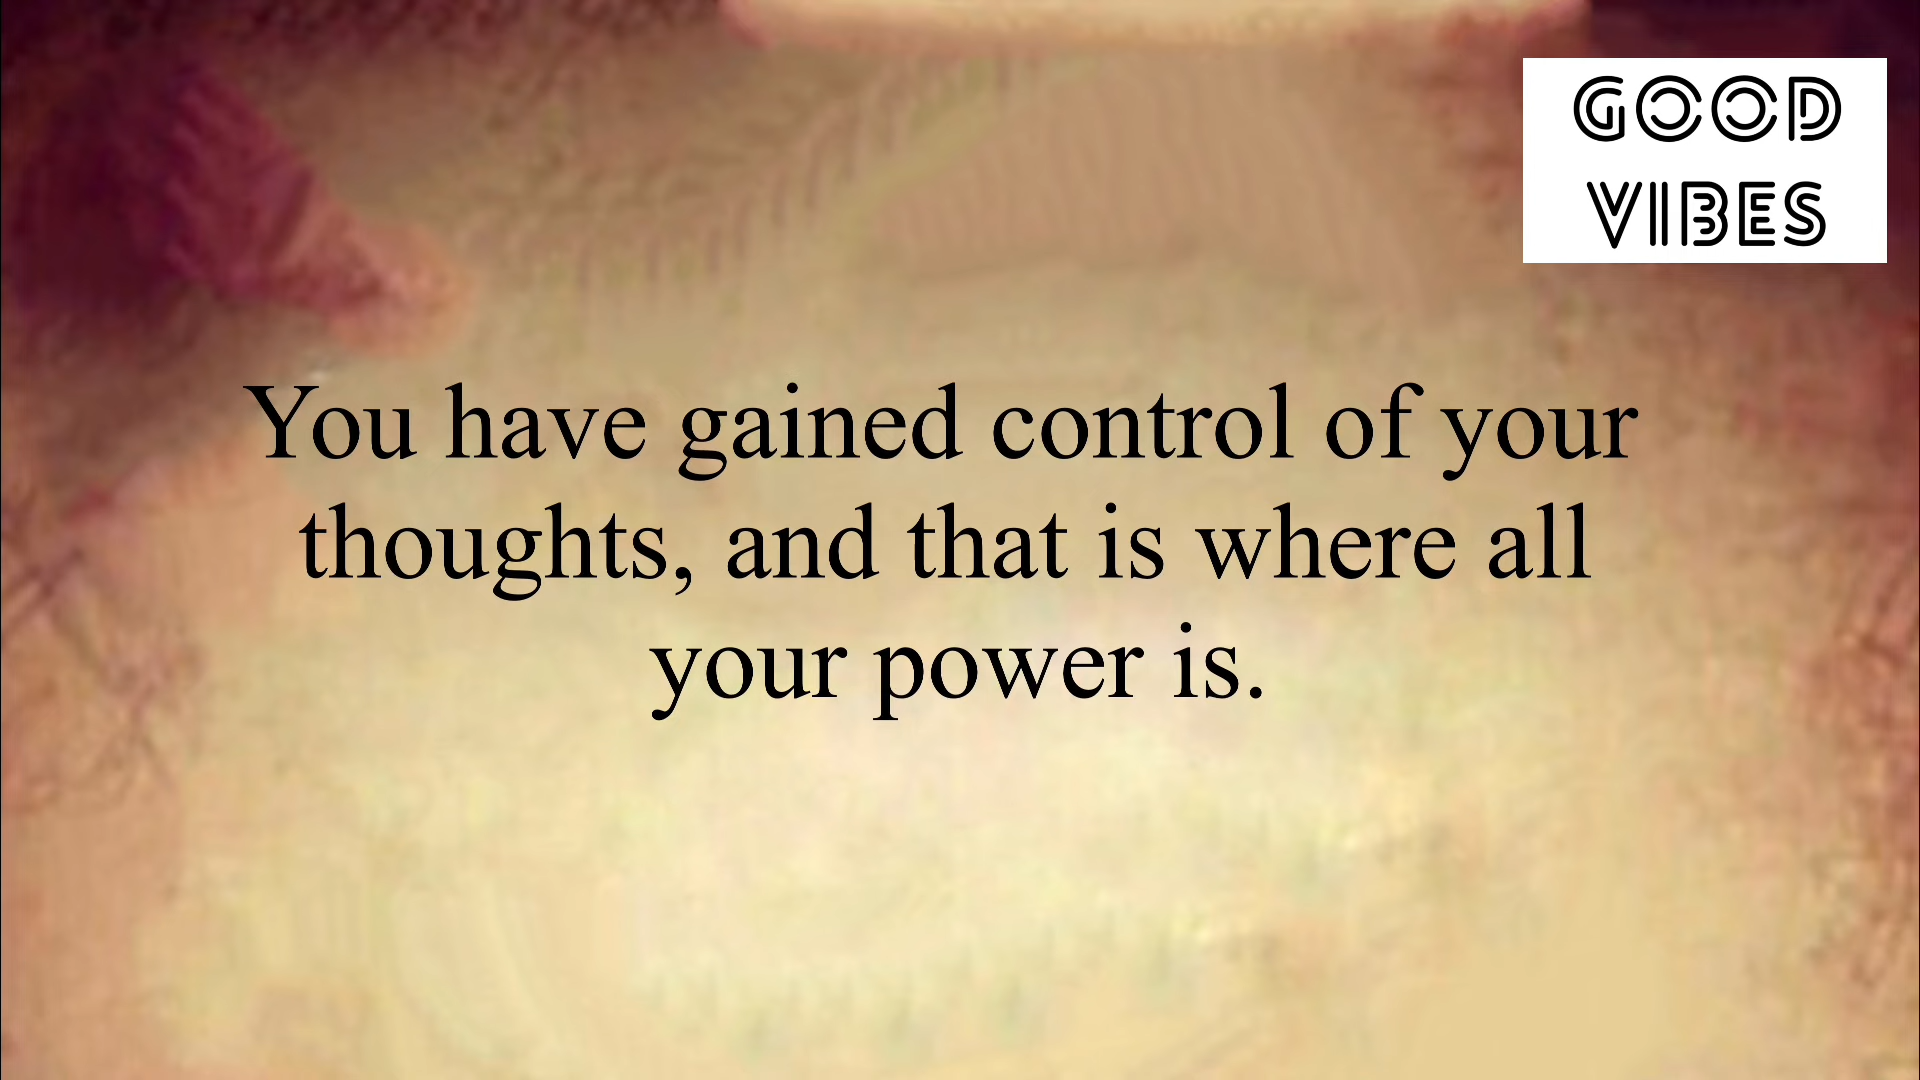 GOOD
VIBES
You have gained control of your
thoughts, and that is where all
your power is.